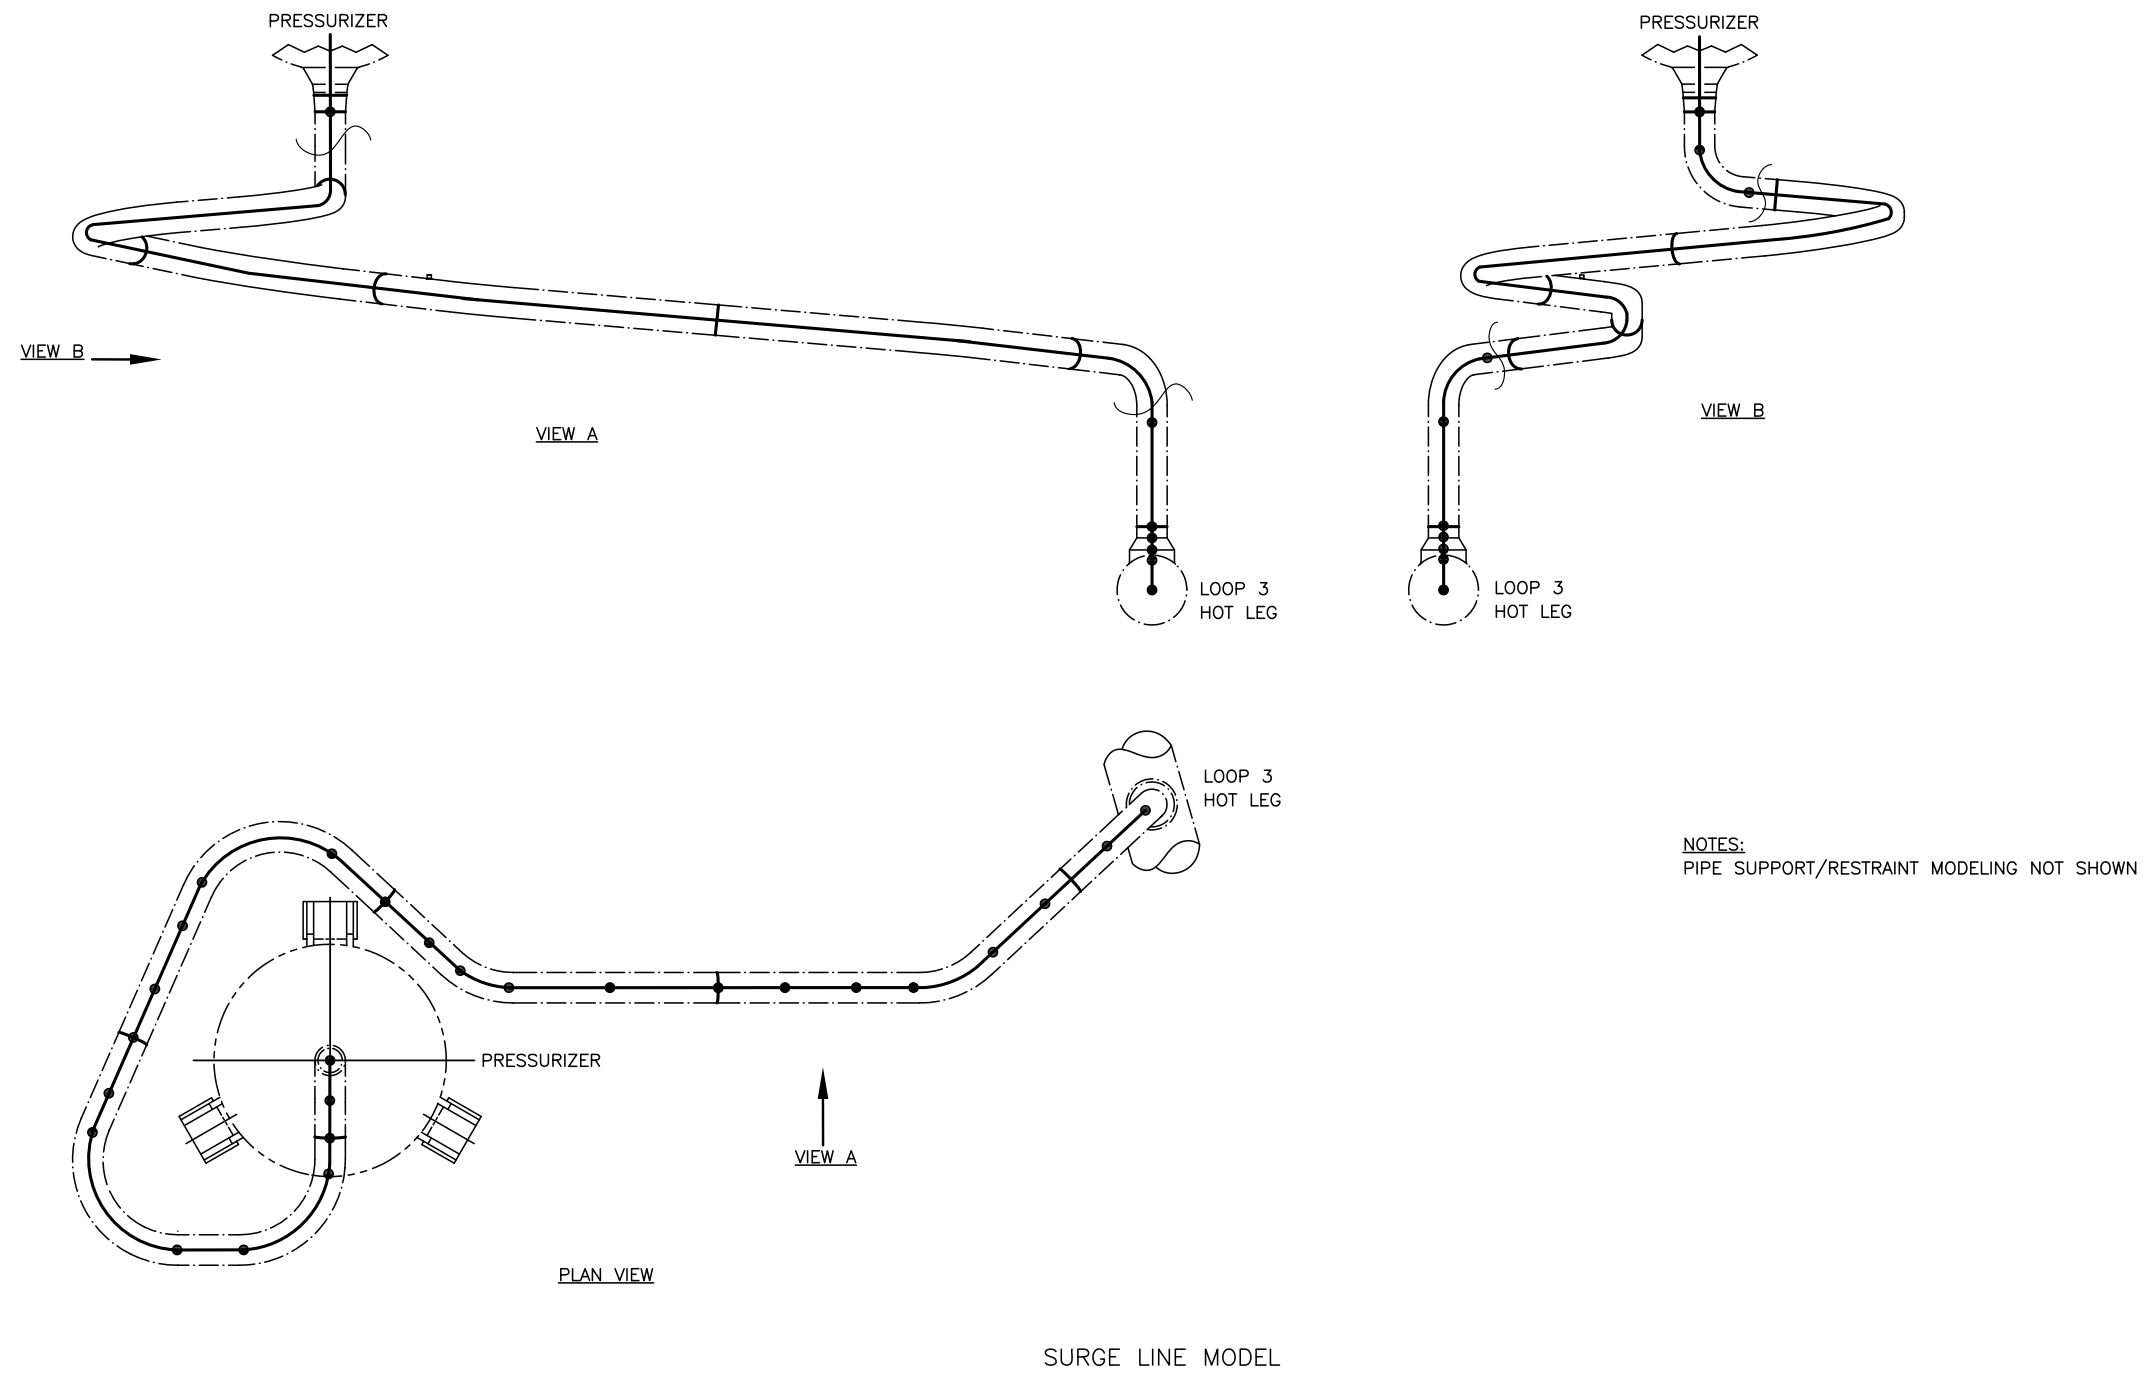 PRESSURIZER
PRESSURIZER
VIEW B
VIEW A
VIEW B
LOOP 3
HOT LEG
LOOP 3
HOT LEG
LOOP 3
HOT LEG
NOTES:
PIPE SUPPORT/RESTRAINT MODELING NOT SHOWN
PRESSURIZER
VIEW A
PLAN VIEW
SURGE LINE MODEL